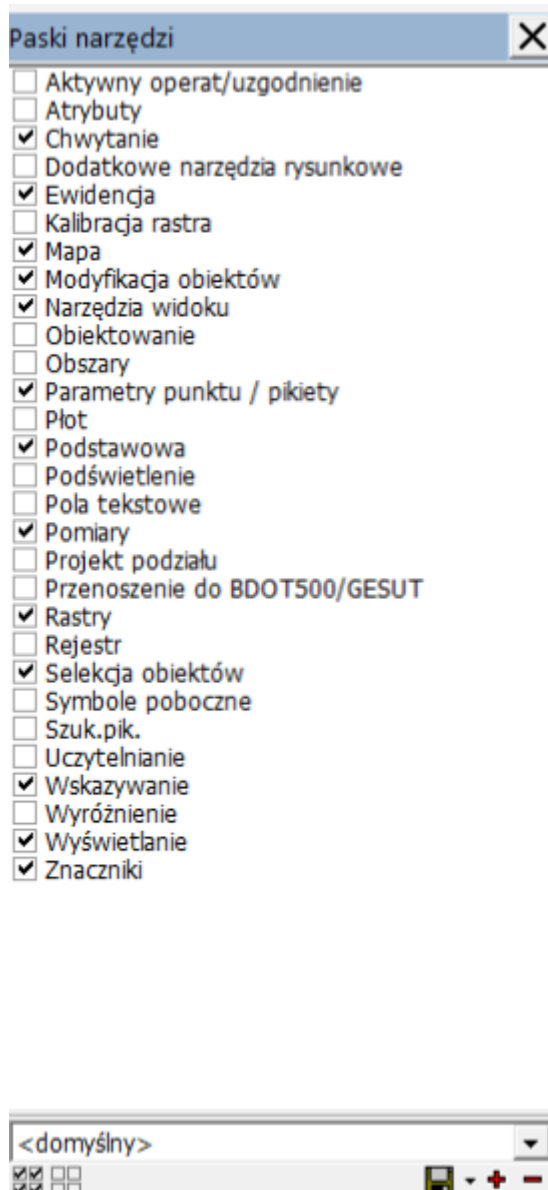 Paski narzędzi
Aktywny operat/uzgodnienie
Atrybuty
Chwytanie
Dodatkowe narzędzia rysunkowe
Ewidencja
Kalibracja rastra
Mapa
Modyfikacja obiektów
Narzędzia widoku
Obiektowanie
Obszary
Parametry punktu / pikiety
Płot
Podstawowa
Podświetlenie
Pola tekstowe
Pomiary
Projekt podziału
Przenoszenie do BDOT500/GESUT
Rastry
Rejestr
Selekcja obiektów
Symbole poboczne
Szuk.pik.
Uczytelnianie
Wskazywanie
Wyróżnienie
Wyświetlanie
Znaczniki
<domyślny>